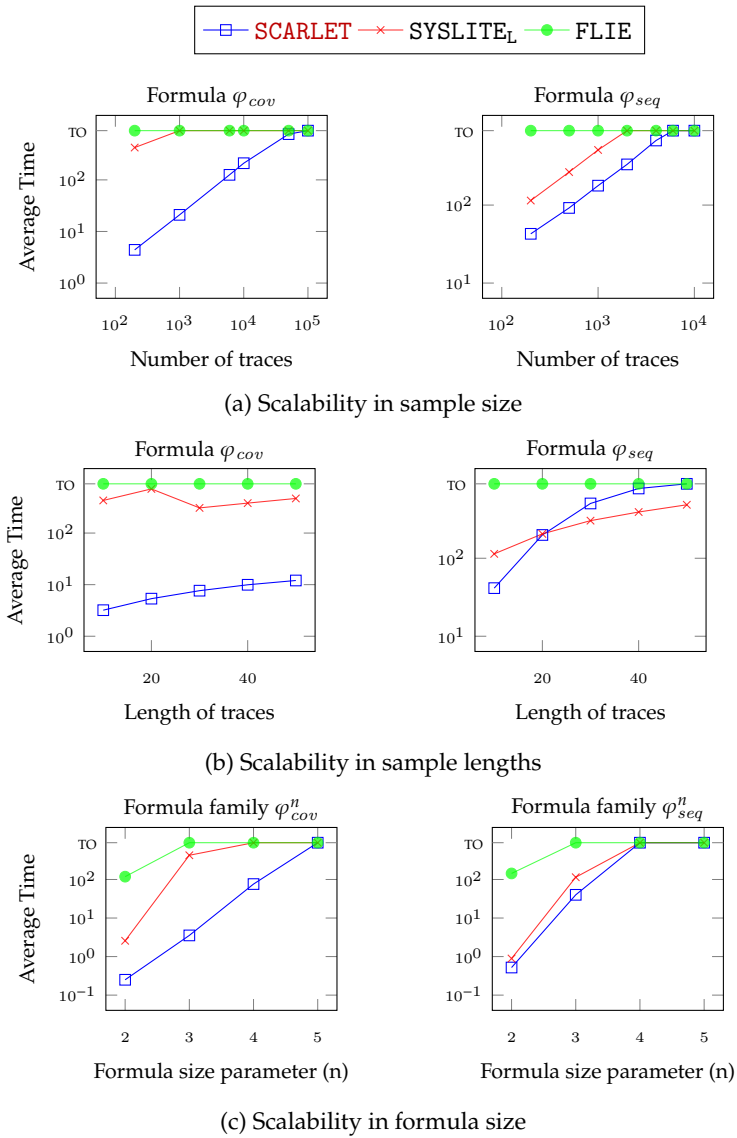 SCARLET SYSLITE_L FLIE
Formula φ_cov
Formula φ_seq
Average Time
TO
10^2
10^1
10^0
10^2 10^3 10^4 10^5
Number of traces
TO
10^2
10^1
10^2 10^3 10^4
Number of traces
(a) Scalability in sample size
Formula φ_cov
Formula φ_seq
Average Time
TO
10^2
10^1
10^0
20 40
Length of traces
TO
10^2
10^1
20 40
Length of traces
(b) Scalability in sample lengths
Formula family φ^n_cov
Formula family φ^n_seq
Average Time
TO
10^2
10^1
10^0
10^−1
2 3 4 5
Formula size parameter (n)
TO
10^2
10^1
10^0
10^−1
2 3 4 5
Formula size parameter (n)
(c) Scalability in formula size